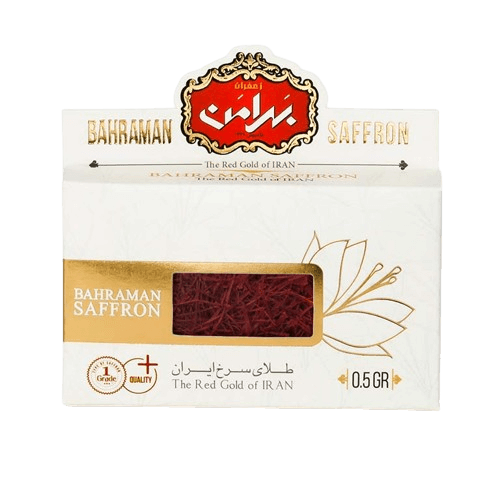 زعفران
بهرامن
BAHRAMAN SAFFRON
The Red Gold of IRAN
BAHRAMAN SAFFRON
The Red Gold of IRAN
BAHRAMAN
SAFFRON
1
Grade
QUALITY
طلای سرخ ایران
The Red Gold of IRAN
0.5 GR